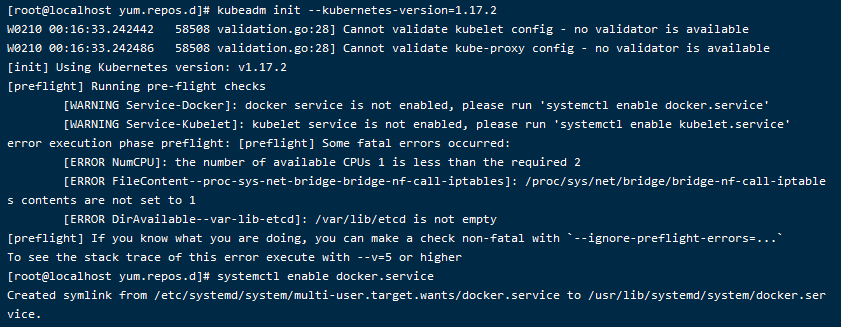 [root@localhost yum.repos.d]# kubeadm init --kubernetes-version=1.17.2
W0210 00:16:33.242442   58508 validation.go:28] Cannot validate kubelet config - no validator is available
W0210 00:16:33.242486   58508 validation.go:28] Cannot validate kube-proxy config - no validator is available
[init] Using Kubernetes version: v1.17.2
[preflight] Running pre-flight checks
        [WARNING Service-Docker]: docker service is not enabled, please run 'systemctl enable docker.service'
        [WARNING Service-Kubelet]: kubelet service is not enabled, please run 'systemctl enable kubelet.service'
error execution phase preflight: [preflight] Some fatal errors occurred:
        [ERROR NumCPU]: the number of available CPUs 1 is less than the required 2
        [ERROR FileContent--proc-sys-net-bridge-bridge-nf-call-iptables]: /proc/sys/net/bridge/bridge-nf-call-iptable
s contents are not set to 1
        [ERROR DirAvailable--var-lib-etcd]: /var/lib/etcd is not empty
[preflight] If you know what you are doing, you can make a check non-fatal with `--ignore-preflight-errors=...`
To see the stack trace of this error execute with --v=5 or higher
[root@localhost yum.repos.d]# systemctl enable docker.service
Created symlink from /etc/systemd/system/multi-user.target.wants/docker.service to /usr/lib/systemd/system/docker.ser
vice.